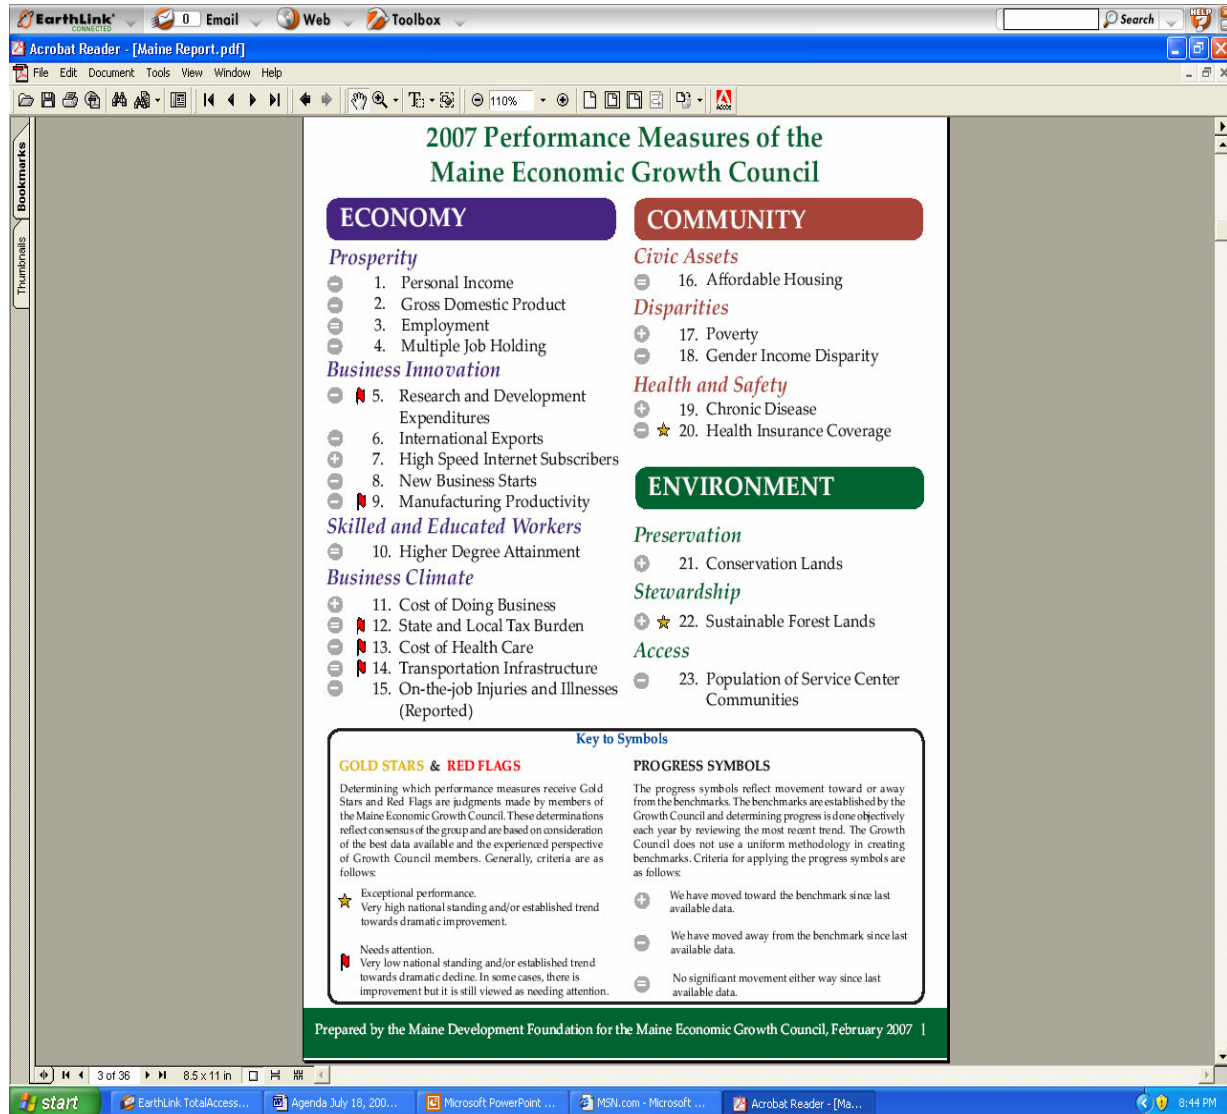 EarthLink CONNECTED 0 Email Web Toolbox Search HELP
Acrobat Reader - [Maine Report.pdf]
File Edit Document Tools View Window Help
110%
Adobe
Bookmarks
Thumbnails
2007 Performance Measures of the
Maine Economic Growth Council
ECONOMY
Prosperity
1. Personal Income
2. Gross Domestic Product
3. Employment
4. Multiple Job Holding
Business Innovation
5. Research and Development
Expenditures
6. International Exports
7. High Speed Internet Subscribers
8. New Business Starts
9. Manufacturing Productivity
Skilled and Educated Workers
10. Higher Degree Attainment
Business Climate
11. Cost of Doing Business
12. State and Local Tax Burden
13. Cost of Health Care
14. Transportation Infrastructure
15. On-the-job Injuries and Illnesses
(Reported)
COMMUNITY
Civic Assets
16. Affordable Housing
Disparities
17. Poverty
18. Gender Income Disparity
Health and Safety
19. Chronic Disease
20. Health Insurance Coverage
ENVIRONMENT
Preservation
21. Conservation Lands
Stewardship
22. Sustainable Forest Lands
Access
23. Population of Service Center
Communities
Key to Symbols
GOLD STARS & RED FLAGS
Determining which performance measures receive Gold
Stars and Red Flags are judgments made by members of
the Maine Economic Growth Council. These determinations
reflect consensus of the group and are based on consideration
of the best data available and the experienced perspective
of Growth Council members. Generally, criteria are as
follows:
Exceptional performance.
Very high national standing and/or established trend
towards dramatic improvement.
Needs attention.
Very low national standing and/or established trend
towards dramatic decline. In some cases, there is
improvement but it is still viewed as needing attention.
PROGRESS SYMBOLS
The progress symbols reflect movement toward or away
from the benchmarks. The benchmarks are established by the
Growth Council and determining progress is done objectively
each year by reviewing the most recent trend. The Growth
Council does not use a uniform methodology in creating
benchmarks. Criteria for applying the progress symbols are
as follows:
We have moved toward the benchmark since last
available data.
We have moved away from the benchmark since last
available data.
No significant movement either way since last
available data.
Prepared by the Maine Development Foundation for the Maine Economic Growth Council, February 2007 1
3 of 36 8.5 x 11 in
start EarthLink TotalAccess... Agenda July 18, 200... Microsoft PowerPoint ... MSN.com - Microsoft ... Acrobat Reader - [Ma... 8:44 PM